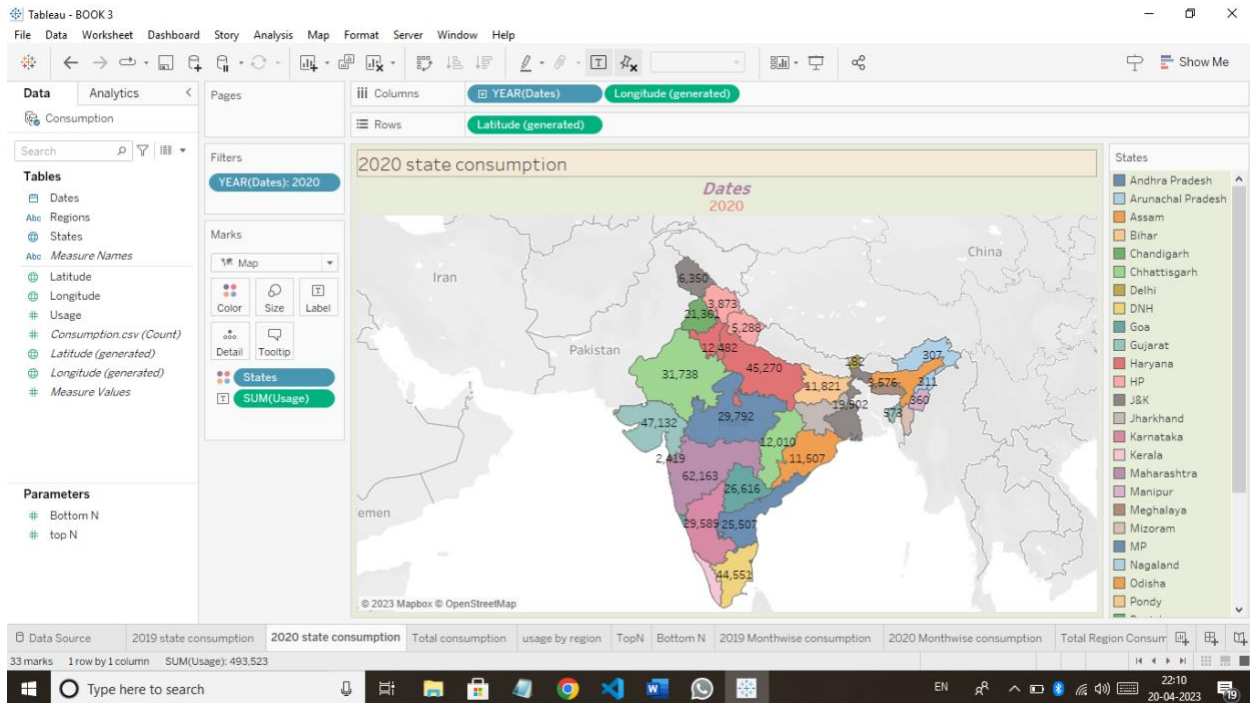 Tableau - BOOK 3
File Data Worksheet Dashboard Story Analysis Map Format Server Window Help
Show Me
Data Analytics
Consumption
Search
Tables
Dates
Abc Regions
States
Abc Measure Names
Latitude
Longitude
# Usage
# Consumption.csv (Count)
Latitude (generated)
Longitude (generated)
# Measure Values
Parameters
# Bottom N
# top N
Pages
Filters
YEAR(Dates): 2020
Marks
Map
Color Size Label
Detail Tooltip
States
SUM(Usage)
iii Columns YEAR(Dates) Longitude (generated)
Rows Latitude (generated)
2020 state consumption
Dates
2020
China
Iran
6,350
3,873
21,361
5,288
Pakistan
12,482
182
307
31,738
45,270
11,821
3,576
311
19,502
360
573
47,132
29,792
12,010
2,419
11,507
62,163
26,616
emen
29,589
25,507
44,551
© 2023 Mapbox © OpenStreetMap
States
Andhra Pradesh
Arunachal Pradesh
Assam
Bihar
Chandigarh
Chhattisgarh
Delhi
DNH
Goa
Gujarat
Haryana
HP
J&K
Jharkhand
Karnataka
Kerala
Maharashtra
Manipur
Meghalaya
Mizoram
MP
Nagaland
Odisha
Pondy
Data Source 2019 state consumption 2020 state consumption Total consumption usage by region TopN Bottom N 2019 Monthwise consumption 2020 Monthwise consumption Total Region Consum
33 marks 1 row by 1 column SUM(Usage): 493,523
Type here to search
EN
22:10
20-04-2023
19